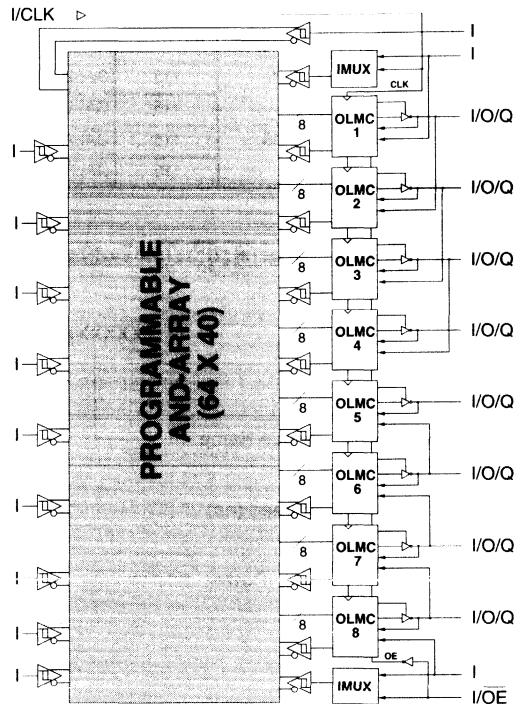 I/CLK
I
I
IMUX
CLK
8
OLMC
1
I/O/Q
I
8
OLMC
2
I/O/Q
I
8
OLMC
3
I/O/Q
I
8
OLMC
4
I/O/Q
I
PROGRAMMABLE
AND-ARRAY
(64 X 40)
8
OLMC
5
I/O/Q
I
8
OLMC
6
I/O/Q
I
8
OLMC
7
I/O/Q
I
8
OLMC
8
I/O/Q
I
OE
I
IMUX
I
I/O̅E̅